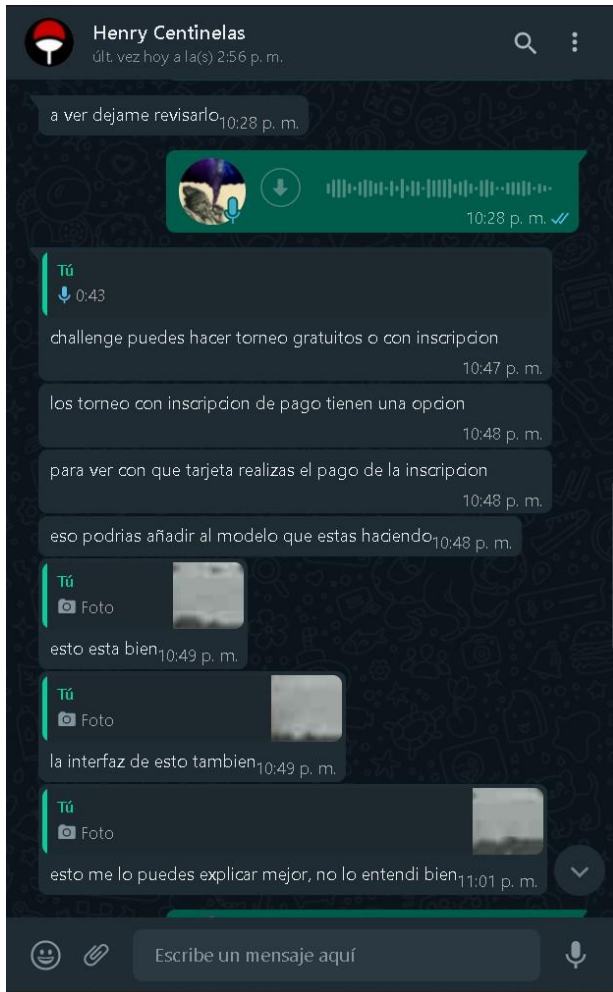 Henry Centinelas
últ. vez hoy a la(s) 2:56 p. m.
a ver dejame revisarlo
10:28 p. m.
10:28 p. m.
Tú
0:43
challenge puedes hacer torneo gratuitos o con inscripcion
10:47 p. m.
los torneo con inscripcion de pago tienen una opcion
10:48 p. m.
para ver con que tarjeta realizas el pago de la inscripcion
10:48 p. m.
eso podrias añadir al modelo que estas haciendo
10:48 p. m.
Tú
Foto
esto esta bien
10:49 p. m.
Tú
Foto
la interfaz de esto tambien
10:49 p. m.
Tú
Foto
esto me lo puedes explicar mejor, no lo entendi bien
11:01 p. m.
Escribe un mensaje aquí